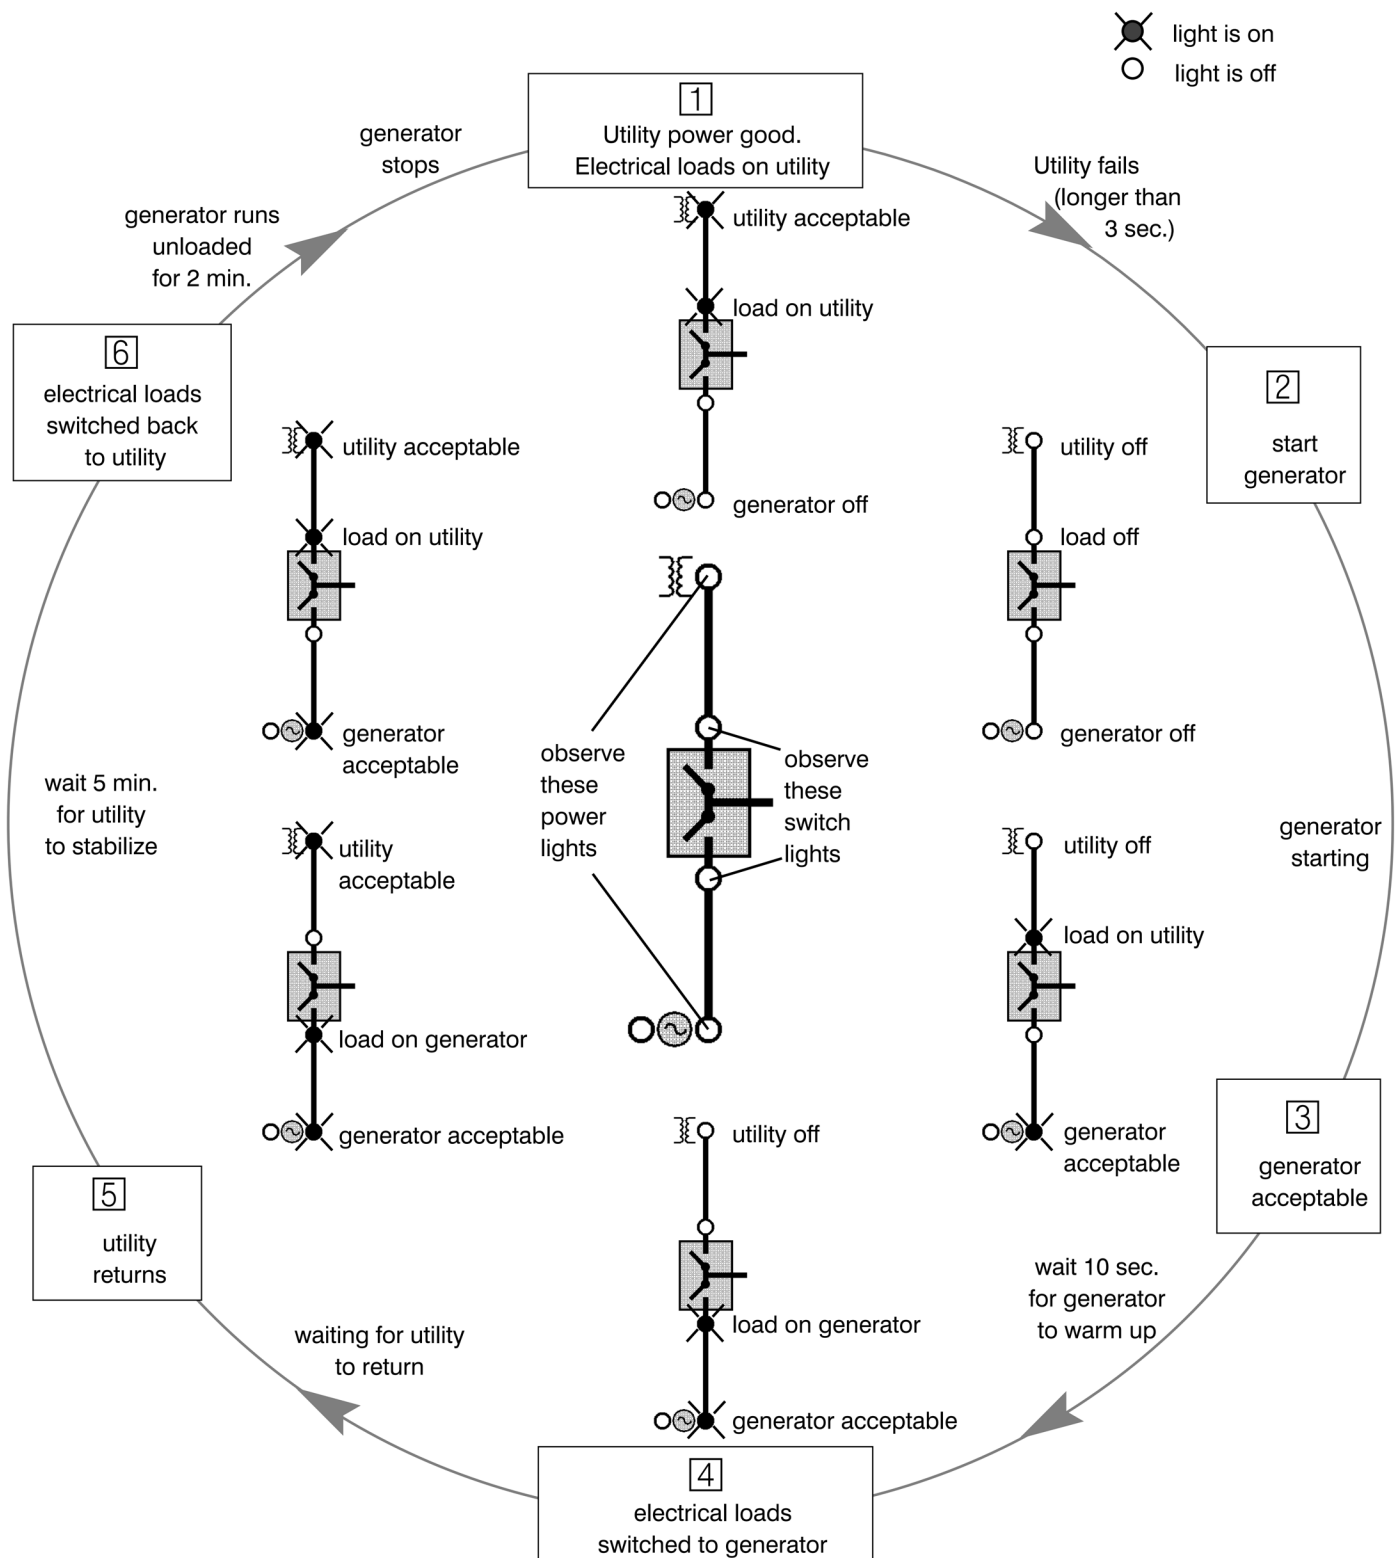 light is on
light is off
1
Utility power good.
Electrical loads on utility
generator
stops
Utility fails
(longer than
3 sec.)
generator runs
unloaded
for 2 min.
utility acceptable
load on utility
generator off
6
electrical loads
switched back
to utility
2
start
generator
utility acceptable
load on utility
generator
acceptable
utility off
load off
generator off
observe
these
power
lights
observe
these
switch
lights
wait 5 min.
for utility
to stabilize
generator
starting
utility
acceptable
load on generator
generator acceptable
utility off
load on utility
generator
acceptable
3
generator
acceptable
5
utility
returns
utility off
load on generator
generator acceptable
wait 10 sec.
for generator
to warm up
waiting for utility
to return
4
electrical loads
switched to generator